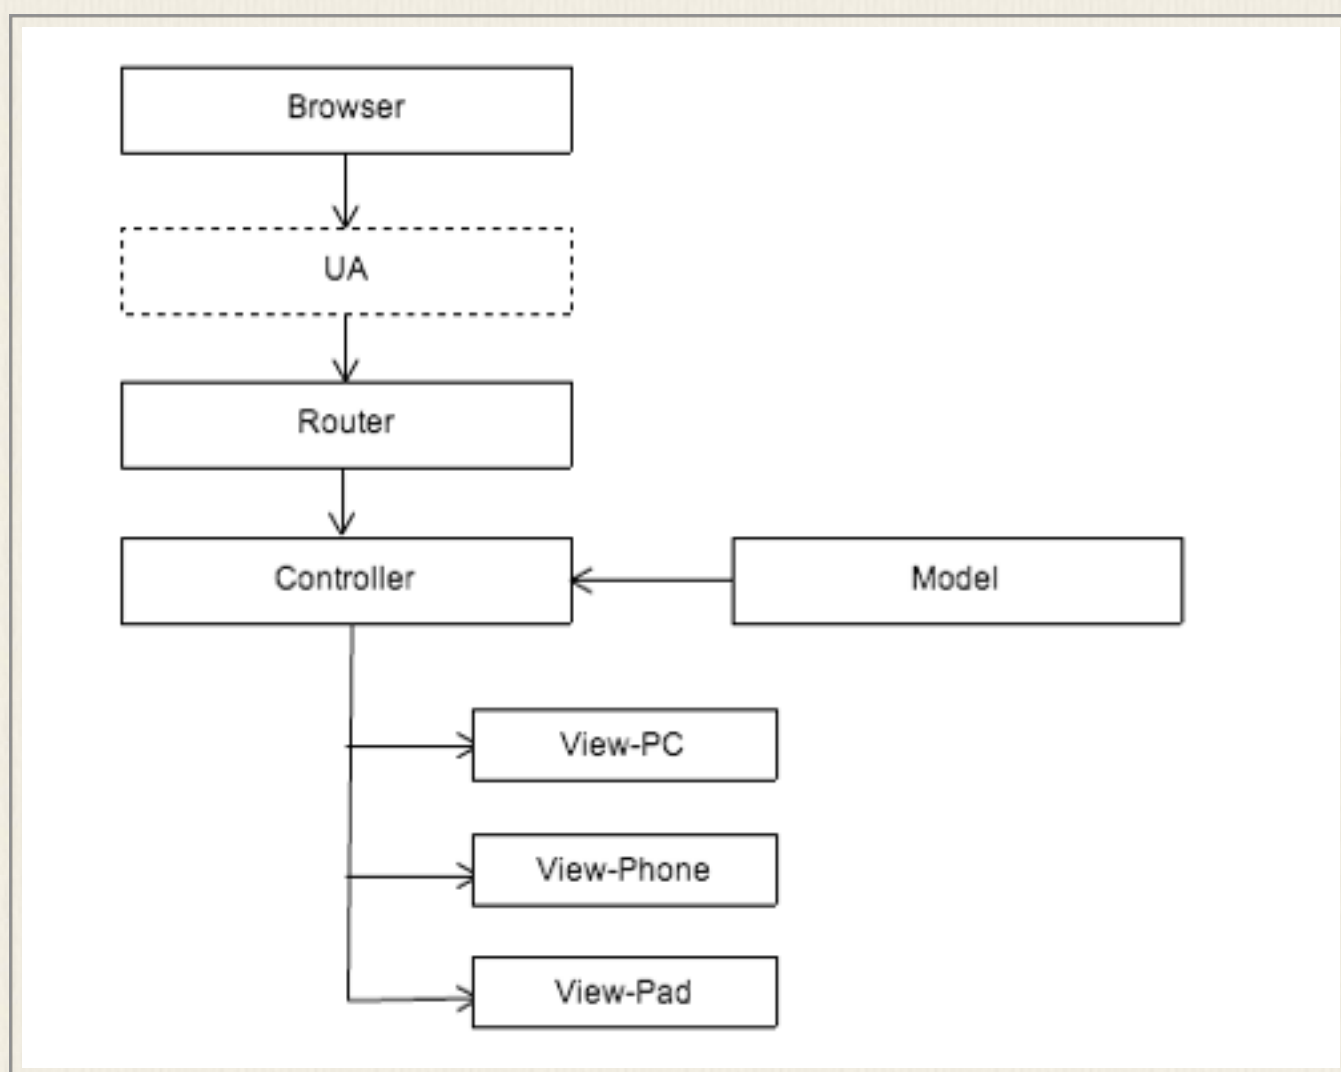 Browser
UA
Router
Controller
Model
View-PC
View-Phone
View-Pad